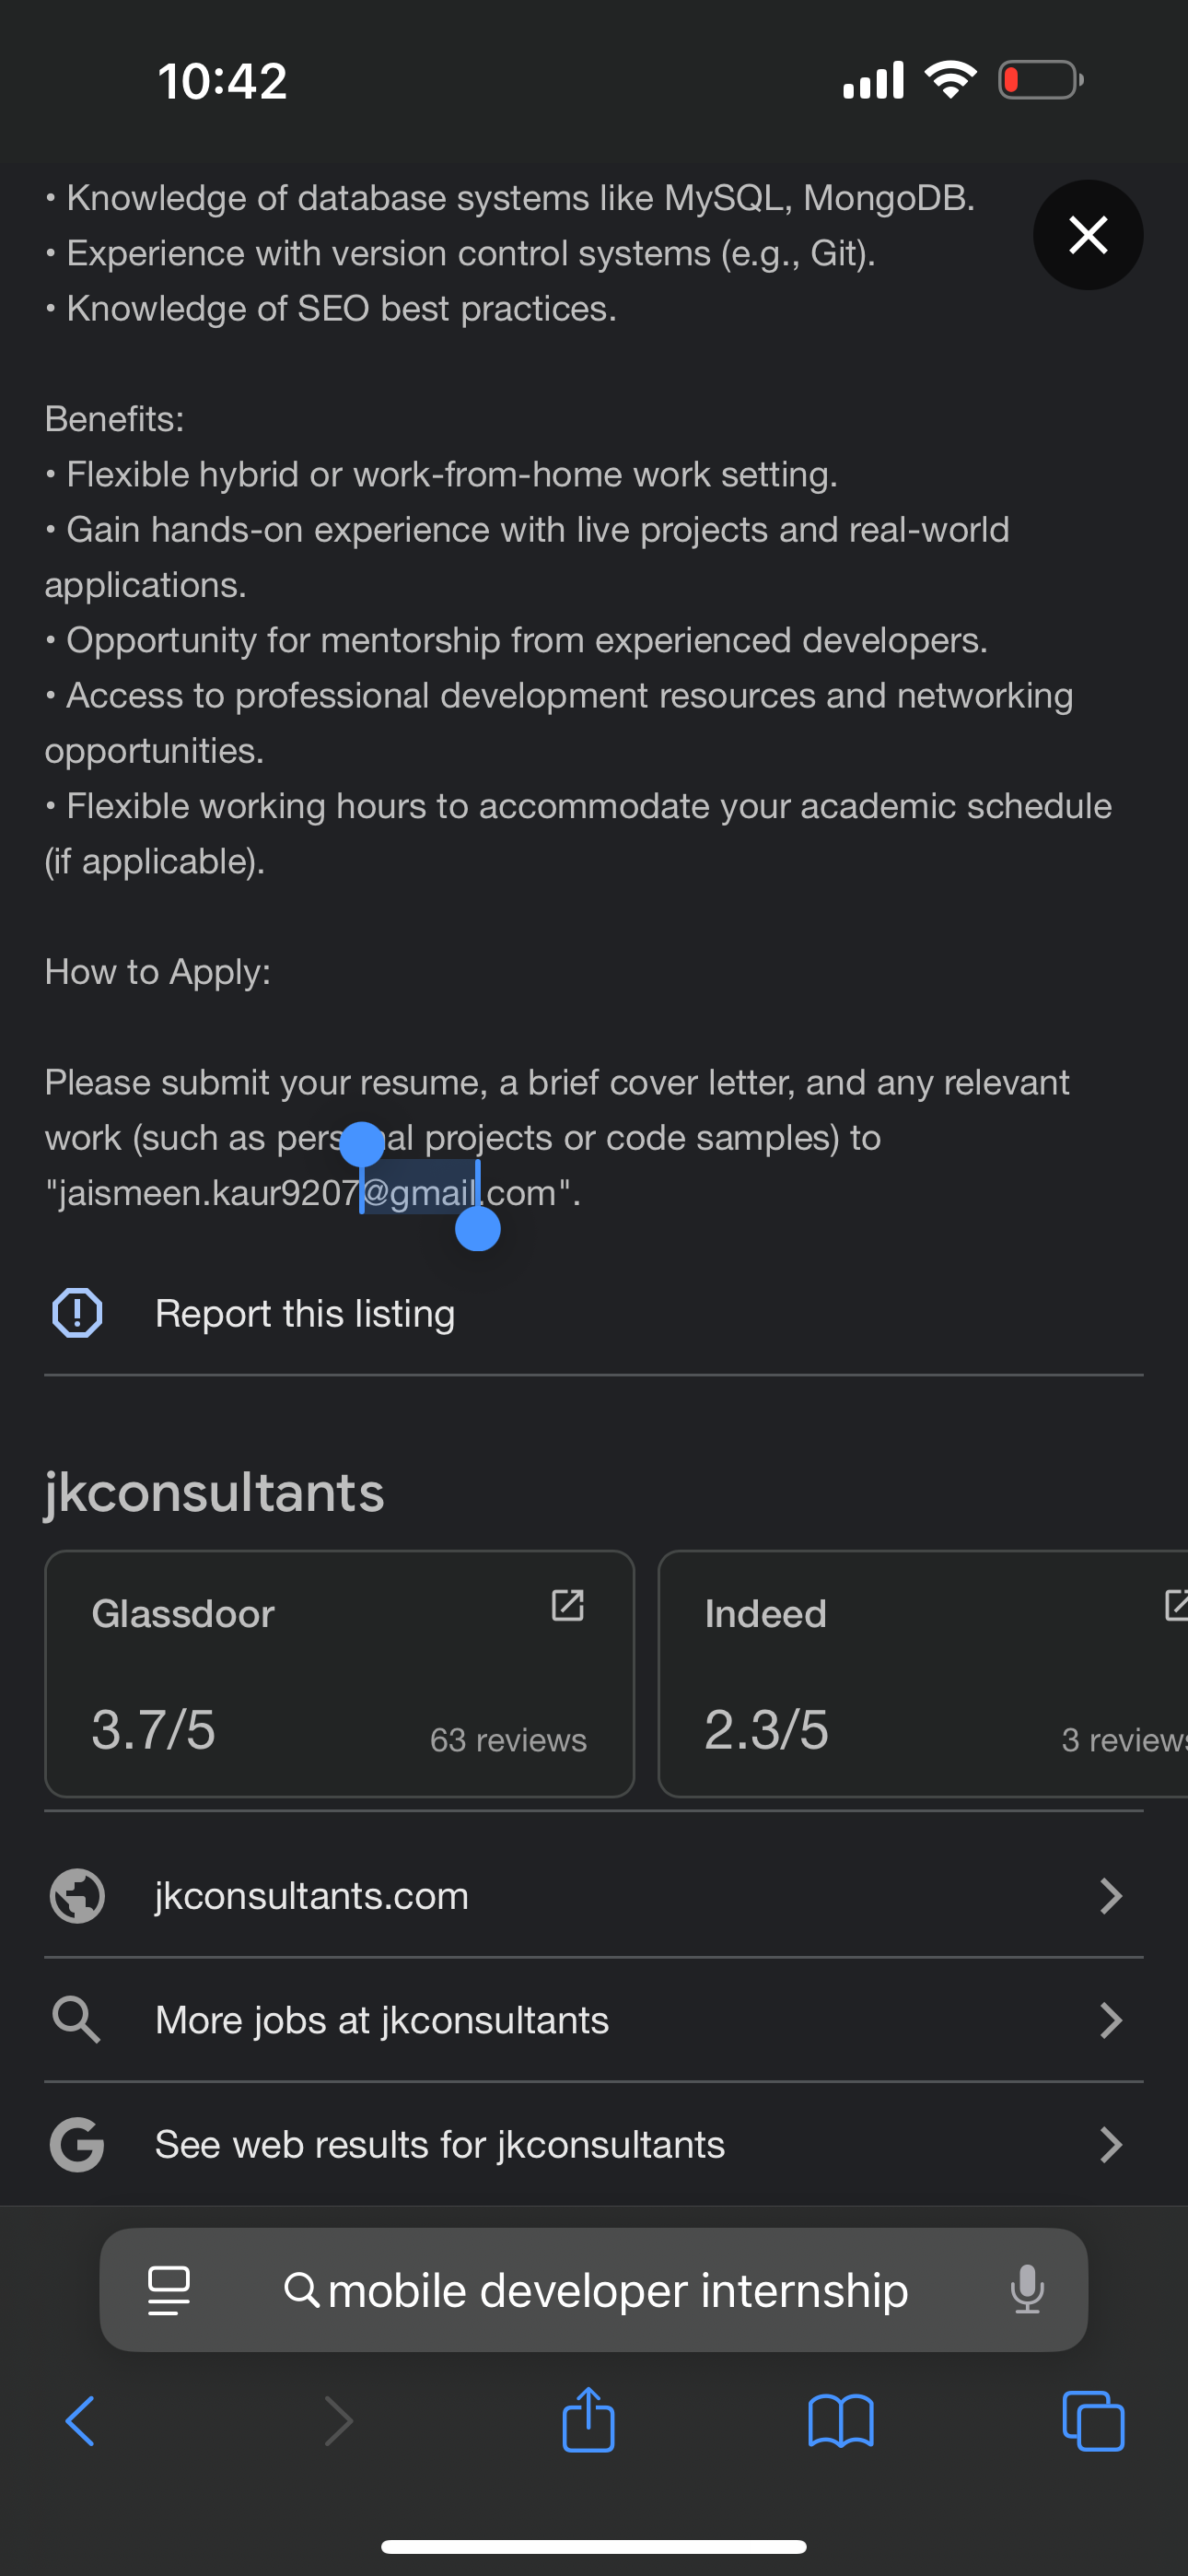 10:42
• Knowledge of database systems like MySQL, MongoDB.
• Experience with version control systems (e.g., Git).
• Knowledge of SEO best practices.
Benefits:
• Flexible hybrid or work-from-home work setting.
• Gain hands-on experience with live projects and real-world
applications.
• Opportunity for mentorship from experienced developers.
• Access to professional development resources and networking
opportunities.
• Flexible working hours to accommodate your academic schedule
(if applicable).
How to Apply:
Please submit your resume, a brief cover letter, and any relevant
work (such as personal projects or code samples) to
"jaismeen.kaur9207@gmail.com".
Report this listing
jkconsultants
Glassdoor
Indeed
3.7/5 63 reviews
2.3/5 3 reviews
jkconsultants.com
More jobs at jkconsultants
See web results for jkconsultants
mobile developer internship